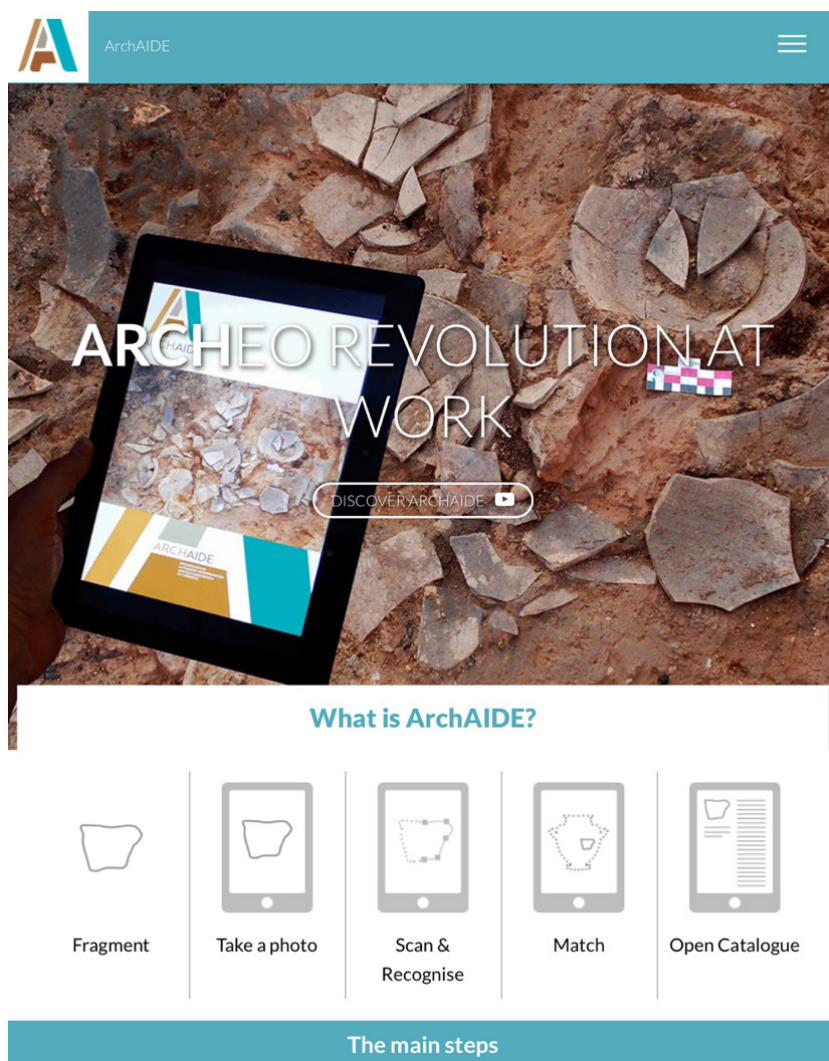 ArchAIDE
ARCHEO REVOLUTION AT
WORK
DISCOVER ARCHAIDE
ARCHAIDE
What is ArchAIDE?
Fragment
Take a photo
Scan &
Recognise
Match
Open Catalogue
The main steps